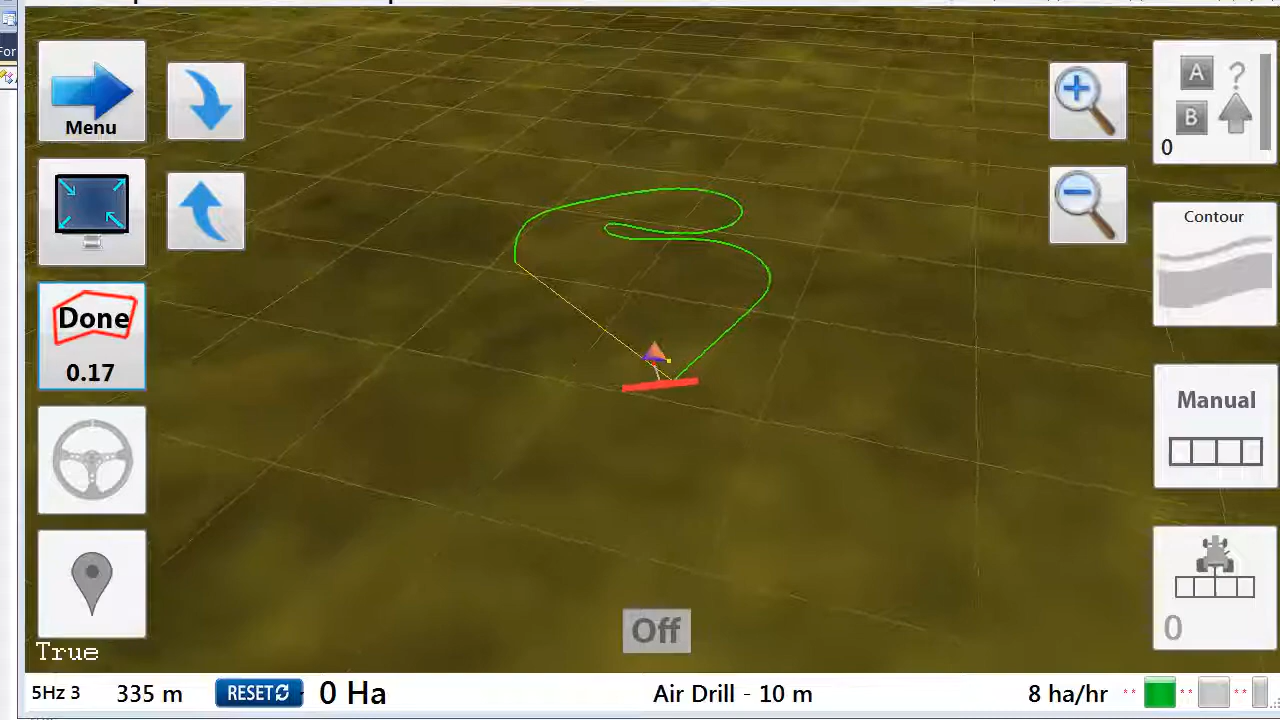 For
Menu
Done
0.17
True
A
?
B
0
Contour
Manual
0
Off
5Hz 3
335 m
RESET
0 Ha
Air Drill - 10 m
8 ha/hr